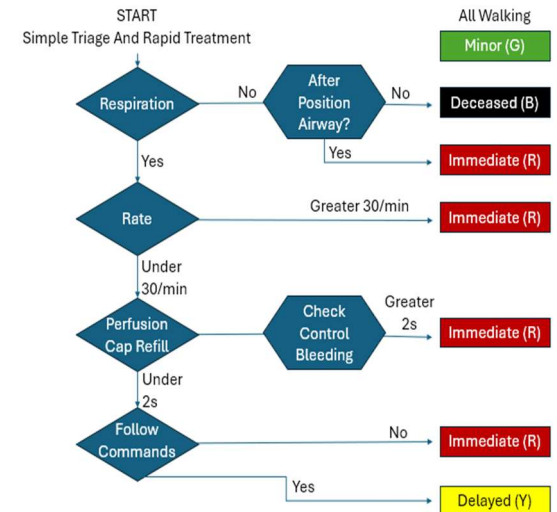 START
Simple Triage And Rapid Treatment
All Walking
Minor (G)
Respiration
No
After
Position
Airway?
No
Deceased (B)
Yes
Immediate (R)
Yes
Rate
Greater 30/min
Immediate (R)
Under
30/min
Perfusion
Cap Refill
Check
Control
Bleeding
Greater
2s
Immediate (R)
Under
2s
Follow
Commands
No
Immediate (R)
Yes
Delayed (Y)